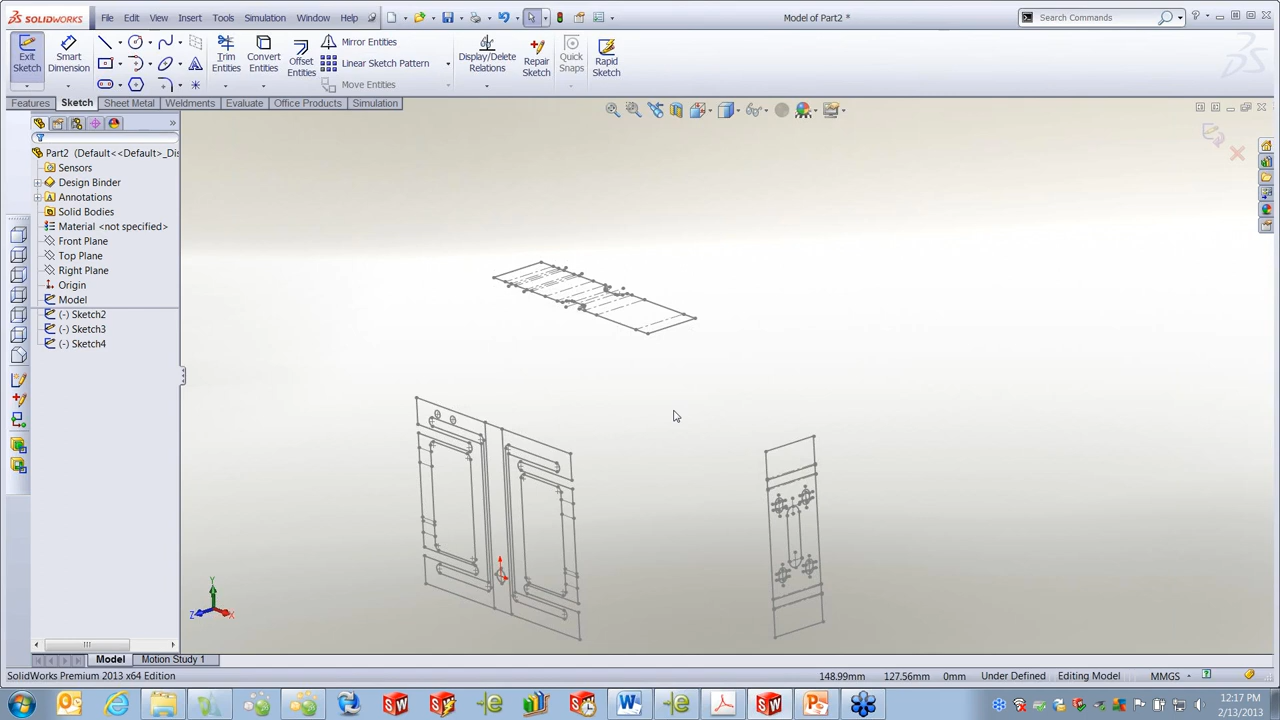 SOLIDWORKS File Edit View Insert Tools Simulation Window Help Model of Part2 * Search Commands
Exit Sketch Smart Dimension Trim Entities Convert Entities Offset Entities Mirror Entities Display/Delete Relations Repair Sketch Quick Snaps Rapid Sketch
Linear Sketch Pattern
Move Entities
Features Sketch Sheet Metal Weldments Evaluate Office Products Simulation
Part2 (Default<<Default>_Dis
Sensors
Design Binder
Annotations
Solid Bodies
Material <not specified>
Front Plane
Top Plane
Right Plane
Origin
Model
(-) Sketch2
(-) Sketch3
(-) Sketch4
Y
Z X
Model Motion Study 1
SolidWorks Premium 2013 x64 Edition 148.99mm 127.56mm 0mm Under Defined Editing Model MMGS
12:17 PM
2/13/2013